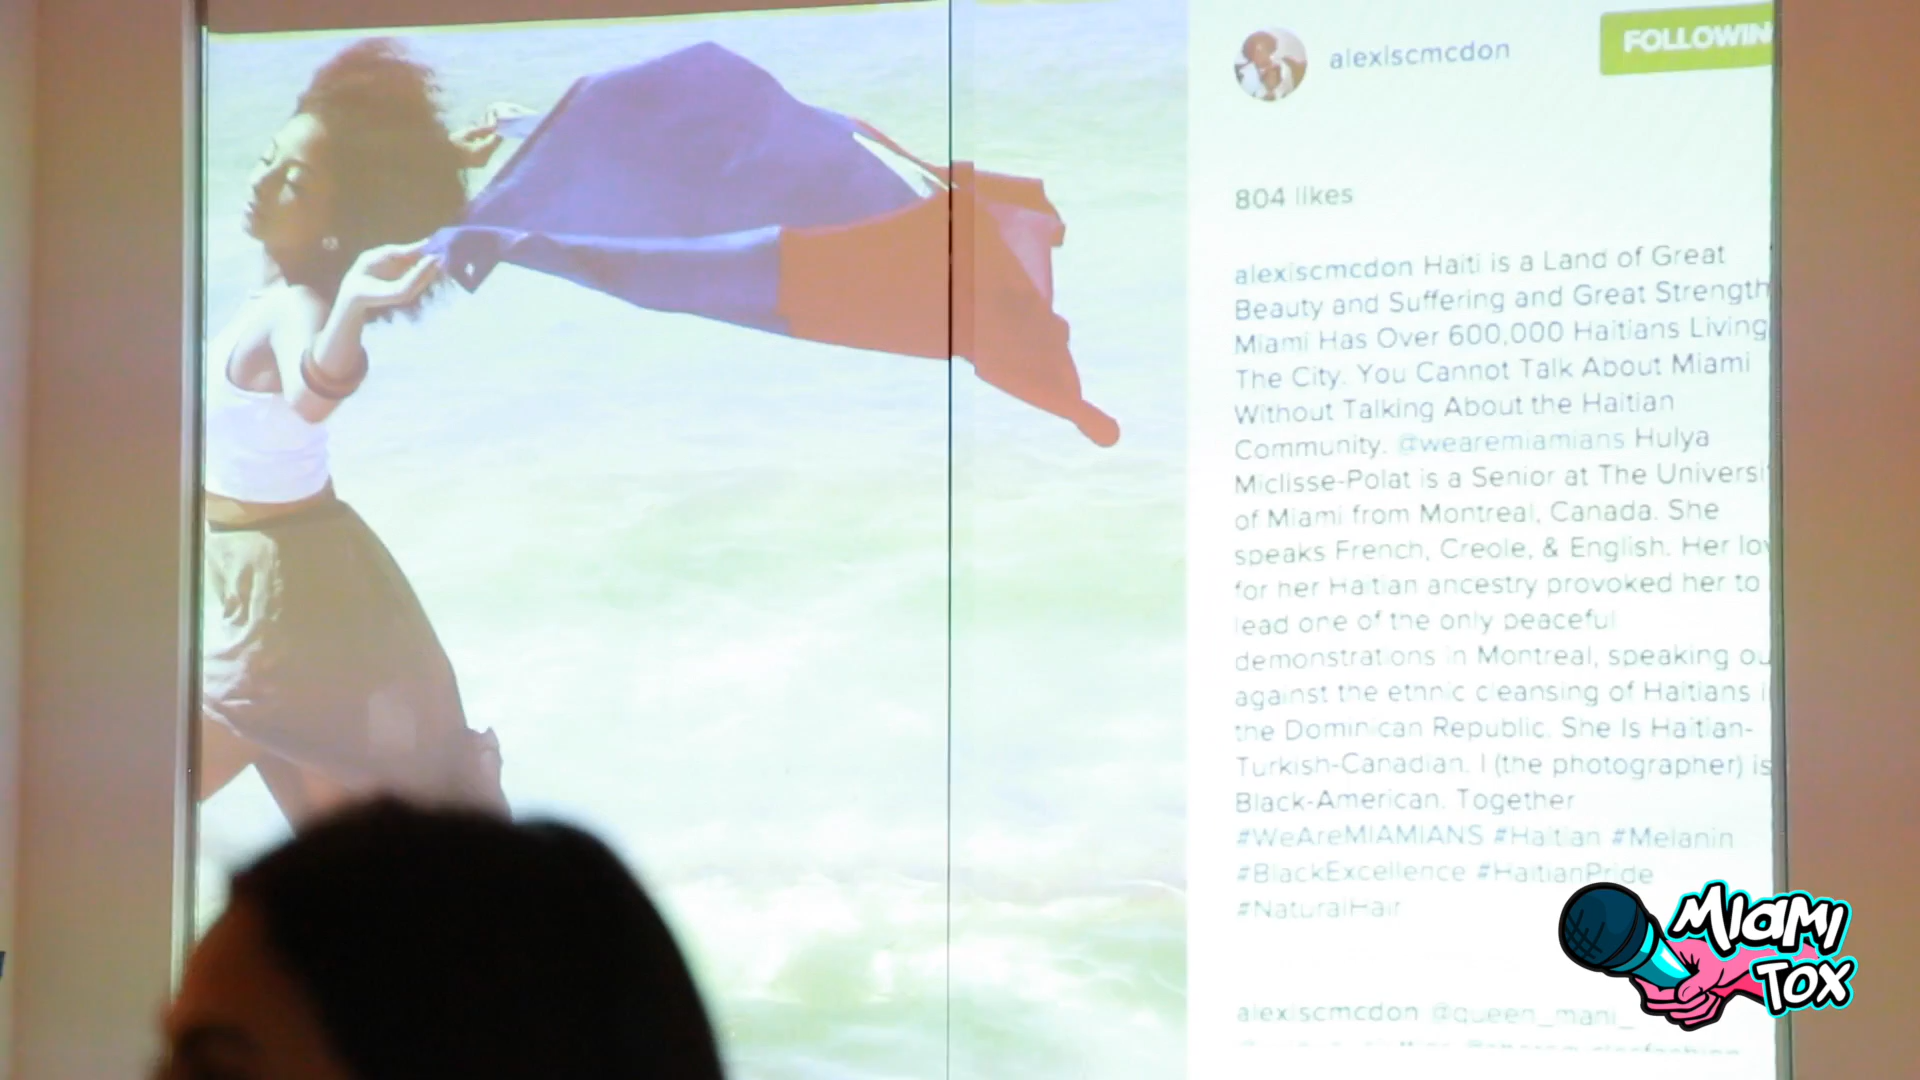 alexiscmcdon
FOLLOWIN
804 likes
alexiscmcdon Haiti is a Land of Great
Beauty and Suffering and Great Strength
Miami Has Over 600,000 Haitians Living
The City. You Cannot Talk About Miami
Without Talking About the Haitian
Community. @wearemiamians Hulya
Miclisse-Polat is a Senior at The Universi
of Miami from Montreal, Canada. She
speaks French, Creole, & English. Her lov
for her Haitian ancestry provoked her to
lead one of the only peaceful
demonstrations in Montreal, speaking ou
against the ethnic cleansing of Haitians i
the Dominican Republic. She Is Haitian-
Turkish-Canadian. I (the photographer) is
Black-American. Together
#WeAreMIAMIANS #Haitian #Melanin
#BlackExcellence #HaitianPride
#NaturalHair
alexiscmcdon @queen_mani_
MIAMI
TOX